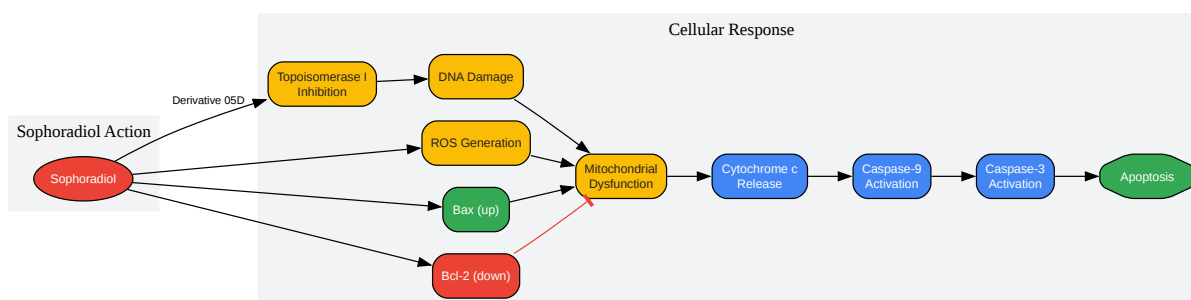 Cellular Response
Sophoradiol Action
Sophoradiol
Derivative 05D
Topoisomerase I
Inhibition
DNA Damage
ROS Generation
Bax (up)
Bcl-2 (down)
Mitochondrial
Dysfunction
Cytochrome c
Release
Caspase-9
Activation
Caspase-3
Activation
Apoptosis